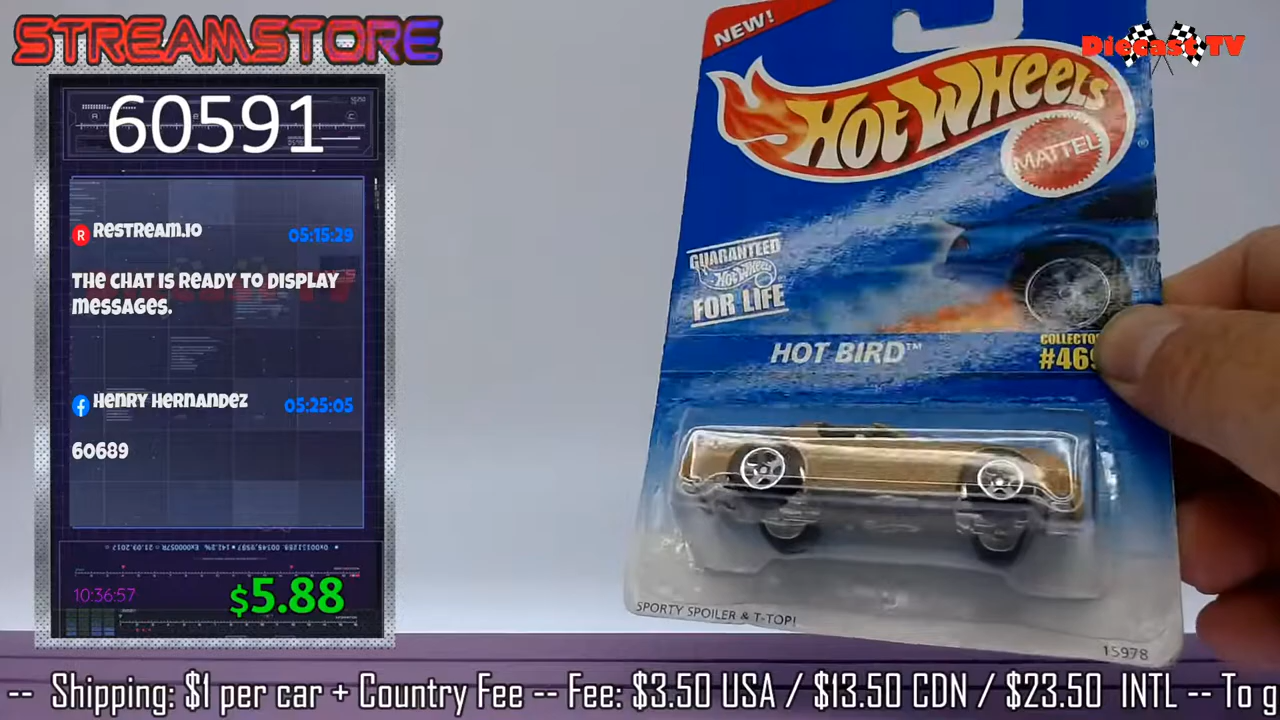 STREAMSTORE
60591
Restream.io
05:15:29
The chat is ready to display
messages.
Henry Hernandez
05:25:05
60689
10:36:57
$5.88
Diecast TV
NEW!
HOT WHEELS
MATTEL
GUARANTEED
Hot Wheels
FOR LIFE
HOT BIRD™
COLLECTO
#469
SPORTY SPOILER & T-TOP!
15978
-- Shipping: $1 per car + Country Fee -- Fee: $3.50 USA / $13.50 CDN / $23.50 INTL -- To g